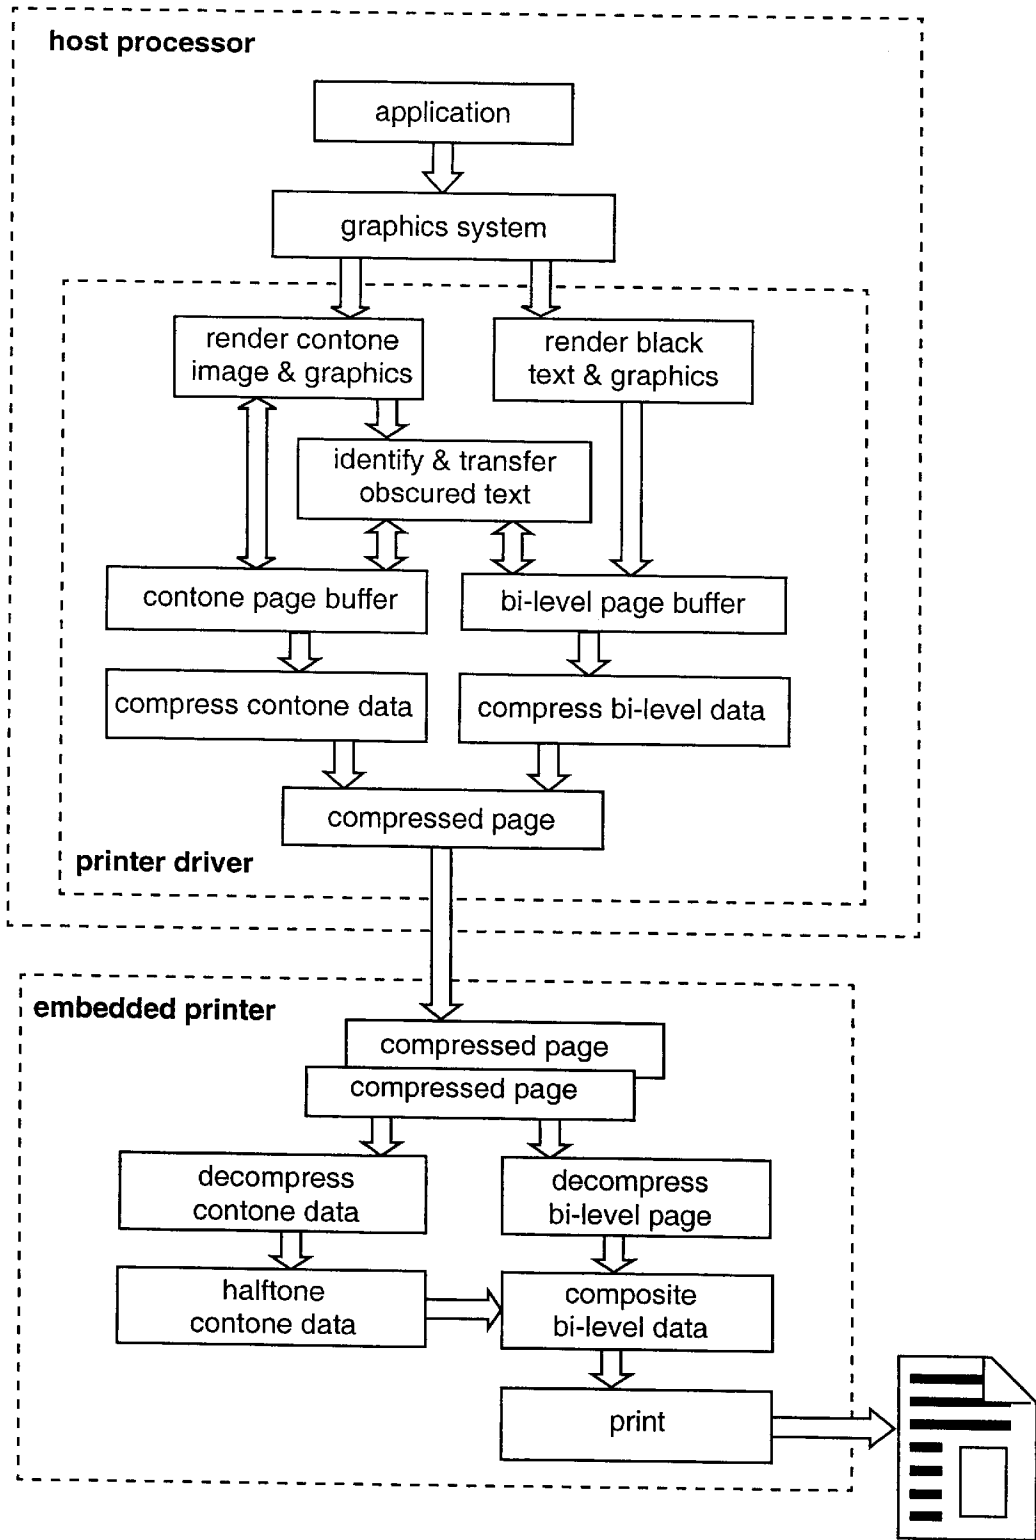 host processor
application
graphics system
render contone
image & graphics
render black
text & graphics
identify & transfer
obscured text
contone page buffer
bi-level page buffer
compress contone data
compress bi-level data
compressed page
printer driver
embedded printer
compressed page
compressed page
decompress
contone data
decompress
bi-level page
halftone
contone data
composite
bi-level data
print